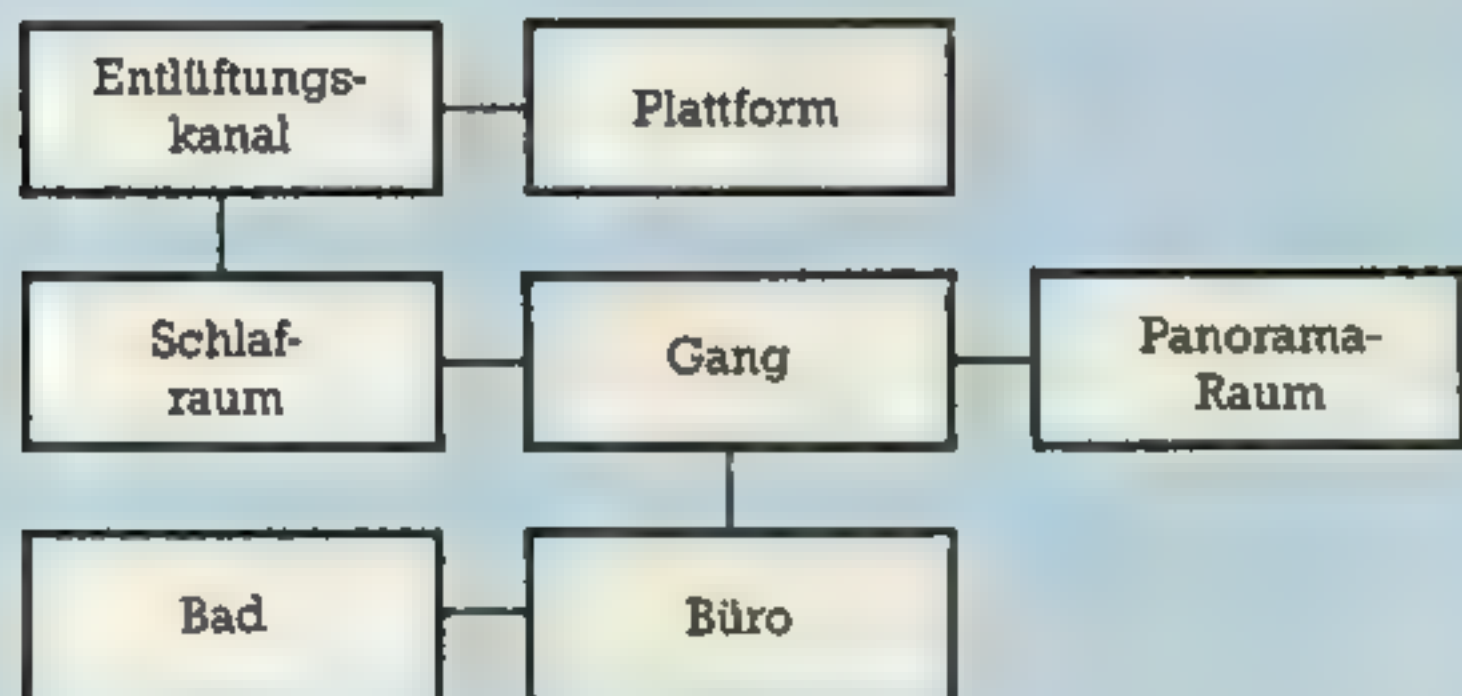 Entlüftungs-
kanal
Plattform
Schlaf-
raum
Gang
Panorama-
Raum
Bad
Büro